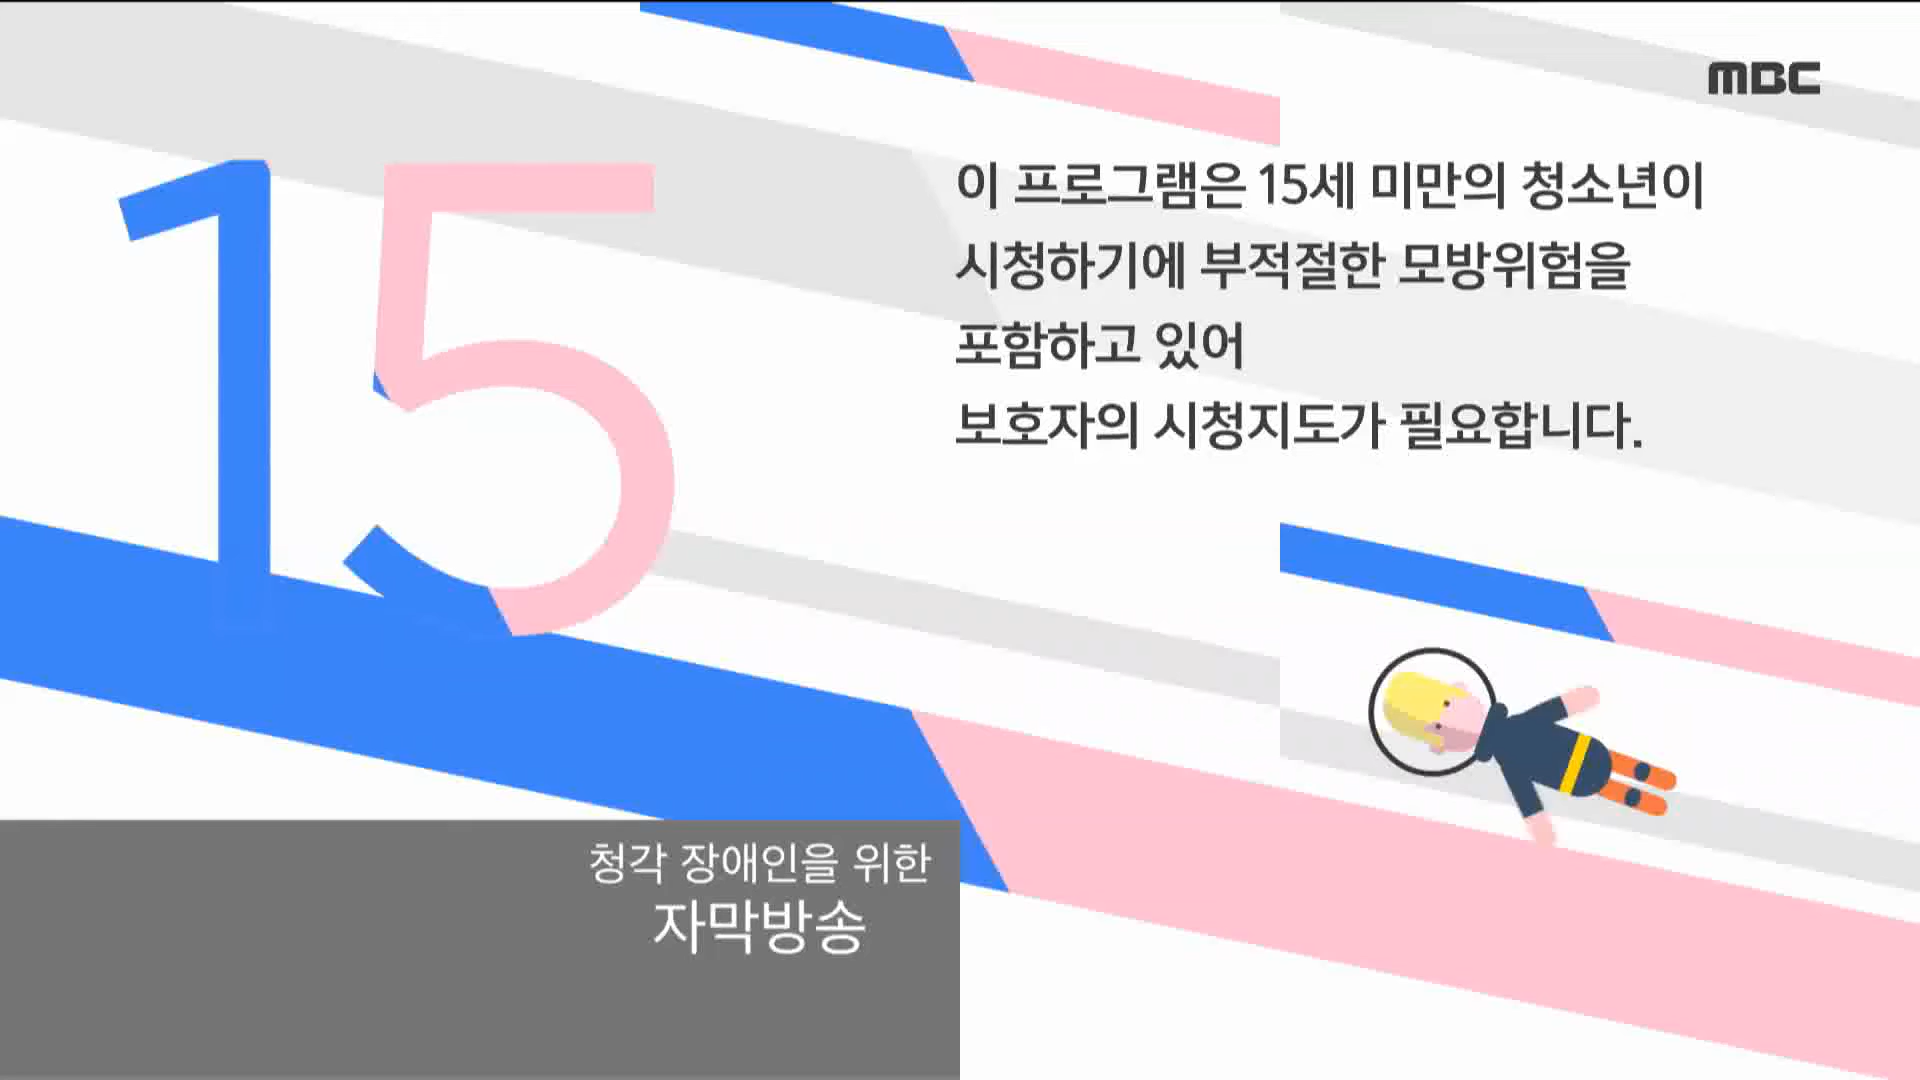 MBC
15
이 프로그램은 15세 미만의 청소년이
시청하기에 부적절한 모방위험을
포함하고 있어
보호자의 시청지도가 필요합니다.
청각 장애인을 위한
자막방송